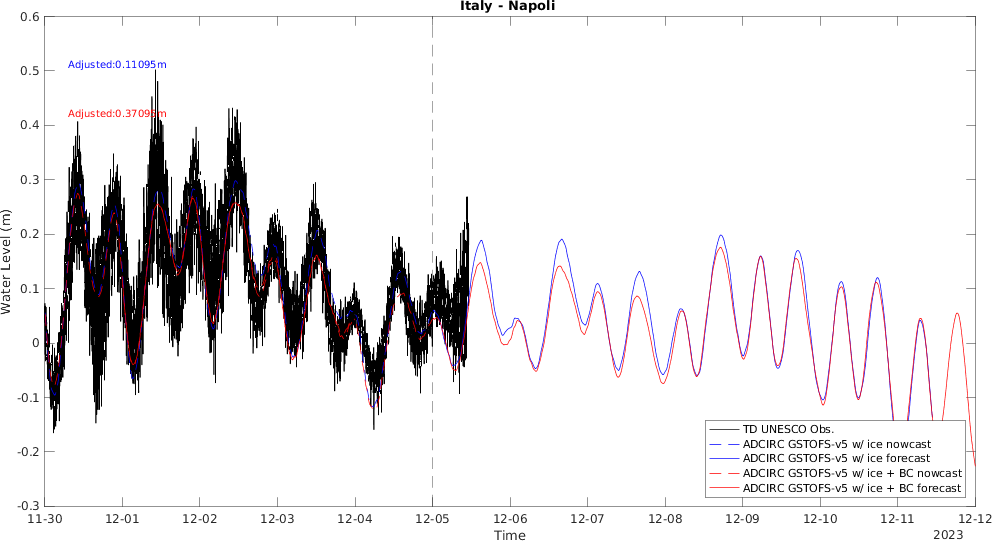 Italy - Napoli
0.6
0.5
0.4
0.3
0.2
0.1
0
-0.1
-0.2
-0.3
Water Level (m)
Adjusted:0.11095m
Adjusted:0.37095m
TD UNESCO Obs.
ADCIRC GSTOFS-v5 w/ ice nowcast
ADCIRC GSTOFS-v5 w/ ice forecast
ADCIRC GSTOFS-v5 w/ ice + BC nowcast
ADCIRC GSTOFS-v5 w/ ice + BC forecast
11-30 12-01 12-02 12-03 12-04 12-05 12-06 12-07 12-08 12-09 12-10 12-11 12-12
Time
2023